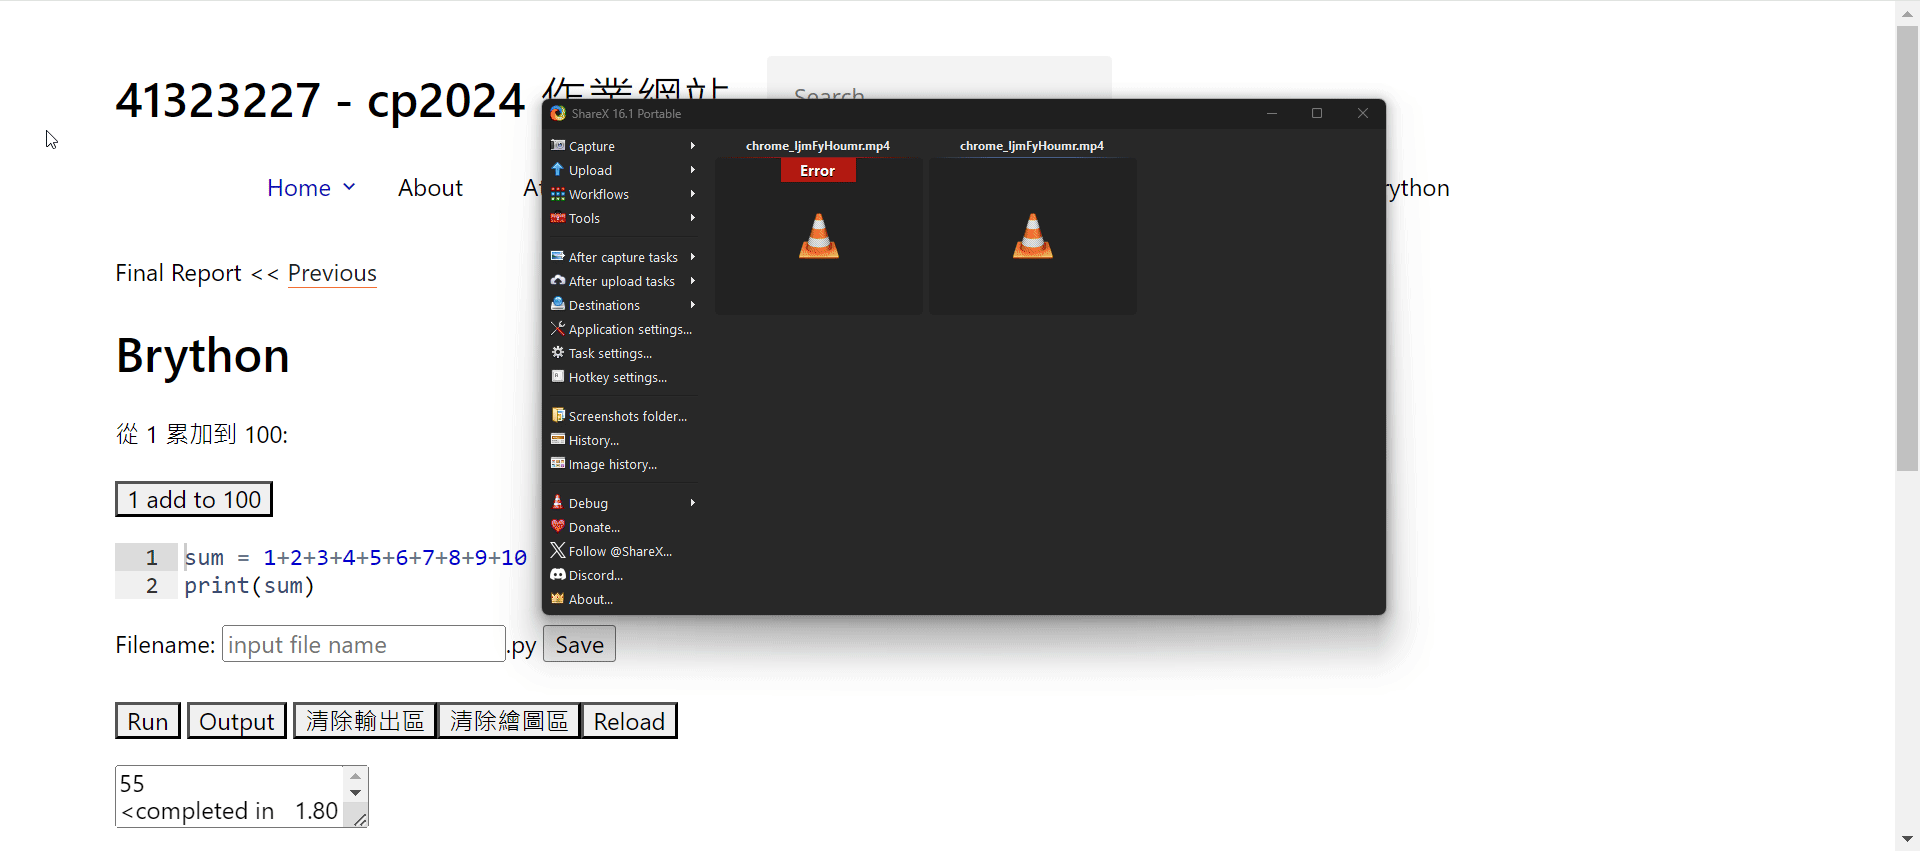 41323227 - cp2024 作業網站
Search
Home
About
rython
Final Report << Previous
Brython
從 1 累加到 100:
1 add to 100
1 sum = 1+2+3+4+5+6+7+8+9+10
2 print(sum)
Filename: input file name .py Save
Run Output 清除輸出區 清除繪圖區 Reload
55
<completed in 1.80
ShareX 16.1 Portable
Capture
Upload
Workflows
Tools
After capture tasks
After upload tasks
Destinations
Application settings...
Task settings...
Hotkey settings...
Screenshots folder...
History...
Image history...
Debug
Donate...
Follow @ShareX...
Discord...
About...
chrome_IjmFyHoumr.mp4
Error
chrome_IjmFyHoumr.mp4